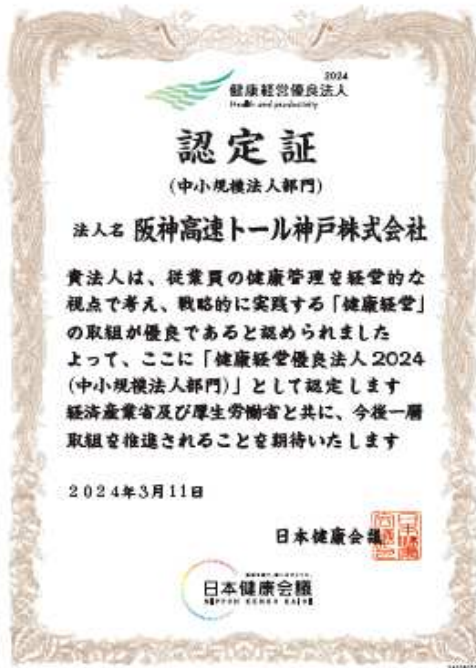 2024
健康経営優良法人
Health and productivity
認定証
(中小規模法人部門)
法人名 阪神高速トール神戸株式会社
貴法人は、従業員の健康管理を経営的な
視点で考え、戦略的に実践する「健康経営」
の取組が優良であると認められました
よって、ここに「健康経営優良法人2024
(中小規模法人部門)」として認定します
経済産業省及び厚生労働省と共に、今後一層
取組を推進されることを期待いたします
2024年3月11日
日本健康会議
日本健康会議
NIPPON KENKO KAIGI